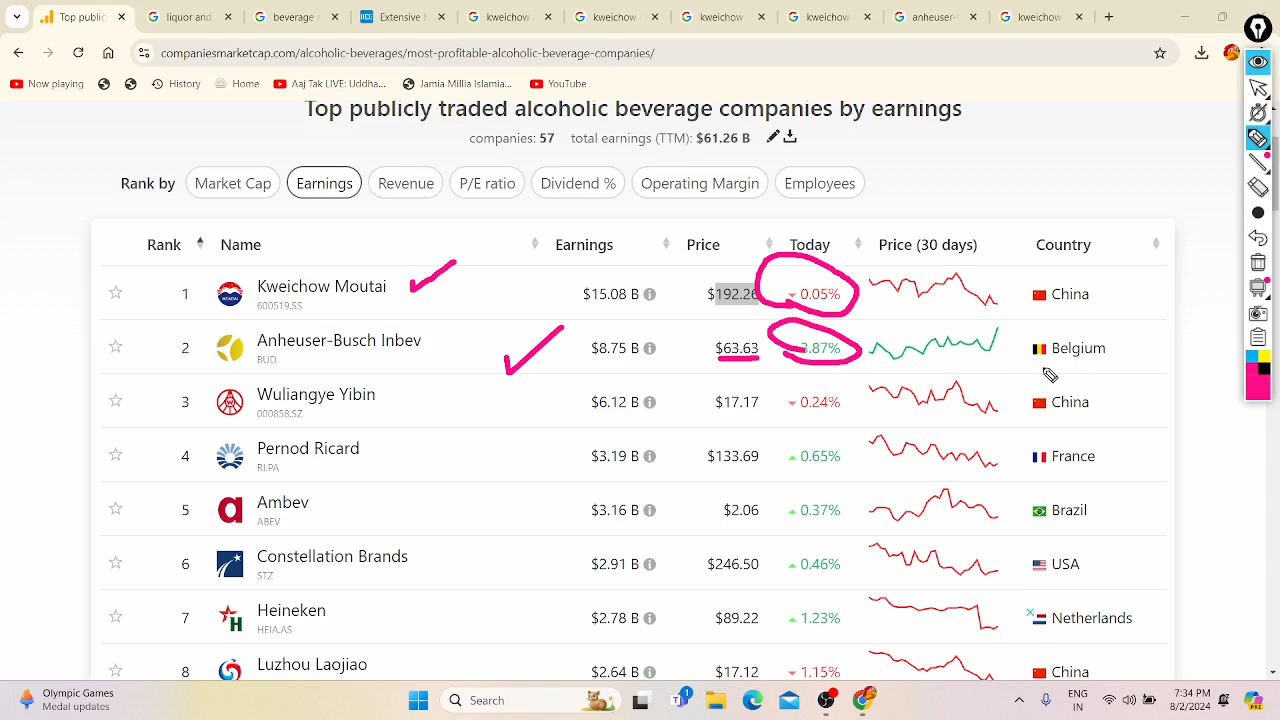 Top publi
liquor and
beverage
Extensive
kweichow
kweichow
kweichow
kweichow
anheuser-
kweichow
companiesmarketcap.com/alcoholic-beverages/most-profitable-alcoholic-beverage-companies/
Now playing
History
Home
Aaj Tak LIVE: Uddha...
Jamia Millia Islamia...
YouTube
Top publicly traded alcoholic beverage companies by earnings
companies: 57 total earnings (TTM): $61.26 B
Rank by Market Cap Earnings Revenue P/E ratio Dividend % Operating Margin Employees
Rank Name Earnings Price Today Price (30 days) Country
1 Kweichow Moutai $15.08 B $192.26 0.05% China
600519.SS
2 Anheuser-Busch Inbev $8.75 B $63.63 3.87% Belgium
BUD
3 Wuliangye Yibin $6.12 B $17.17 0.24% China
000858.SZ
4 Pernod Ricard $3.19 B $133.69 0.65% France
RI.PA
5 Ambev $3.16 B $2.06 0.37% Brazil
ABEV
6 Constellation Brands $2.91 B $246.50 0.46% USA
STZ
7 Heineken $2.78 B $89.22 1.23% Netherlands
HEIA.AS
8 Luzhou Laojiao $2.64 B $17.12 1.15% China
Olympic Games
Medal updates
Search
ENG
IN
7:34 PM
8/2/2024